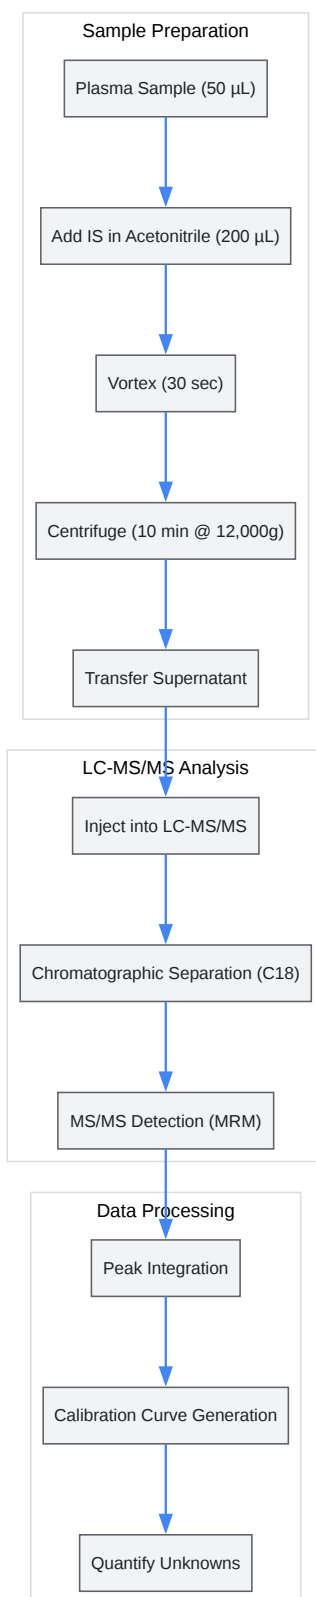 Sample Preparation
Plasma Sample (50 µL)
Add IS in Acetonitrile (200 µL)
Vortex (30 sec)
Centrifuge (10 min @ 12,000g)
Transfer Supernatant
LC-MS/MS Analysis
Inject into LC-MS/MS
Chromatographic Separation (C18)
MS/MS Detection (MRM)
Data Processing
Peak Integration
Calibration Curve Generation
Quantify Unknowns